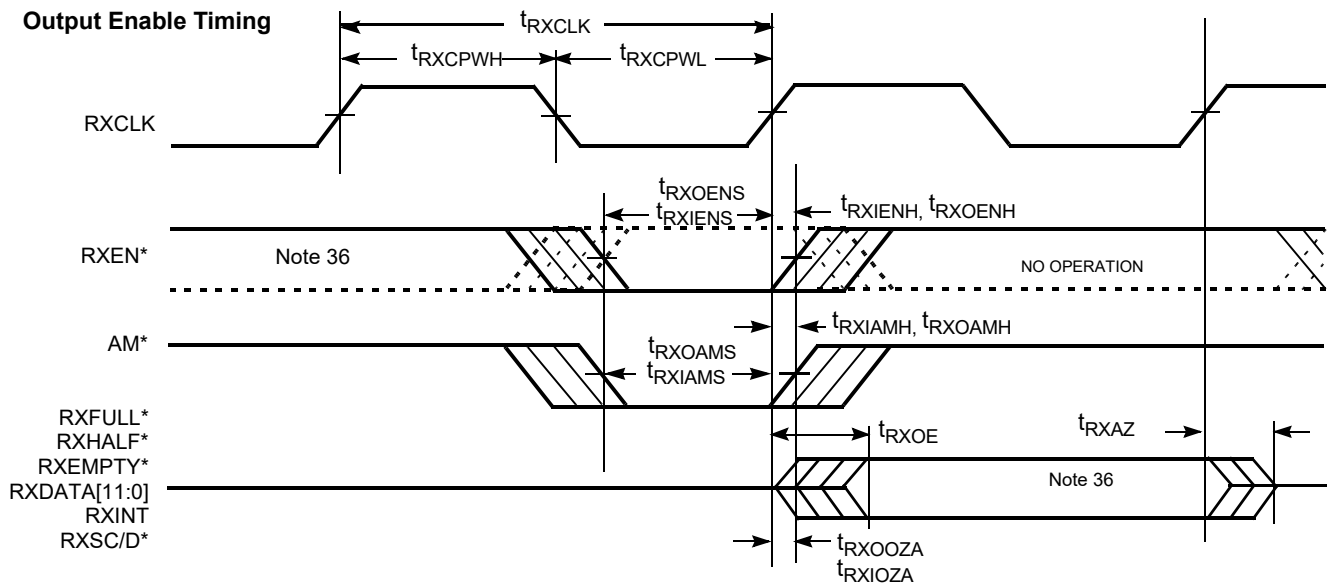 Output Enable Timing
tRXCLK
tRXCPWH
tRXCPWL
RXCLK
tRXOENS
tRXIENS
tRXIENH, tRXOENH
RXEN*
Note 36
NO OPERATION
tRXIAMH, tRXOAMH
AM*
tRXOAMS
tRXIAMS
RXFULL*
RXHALF*
RXEMPTY*
RXDATA[11:0]
RXINT
RXSC/D*
tRXOE
tRXAZ
Note 36
tRXOOZA
tRXIOZA